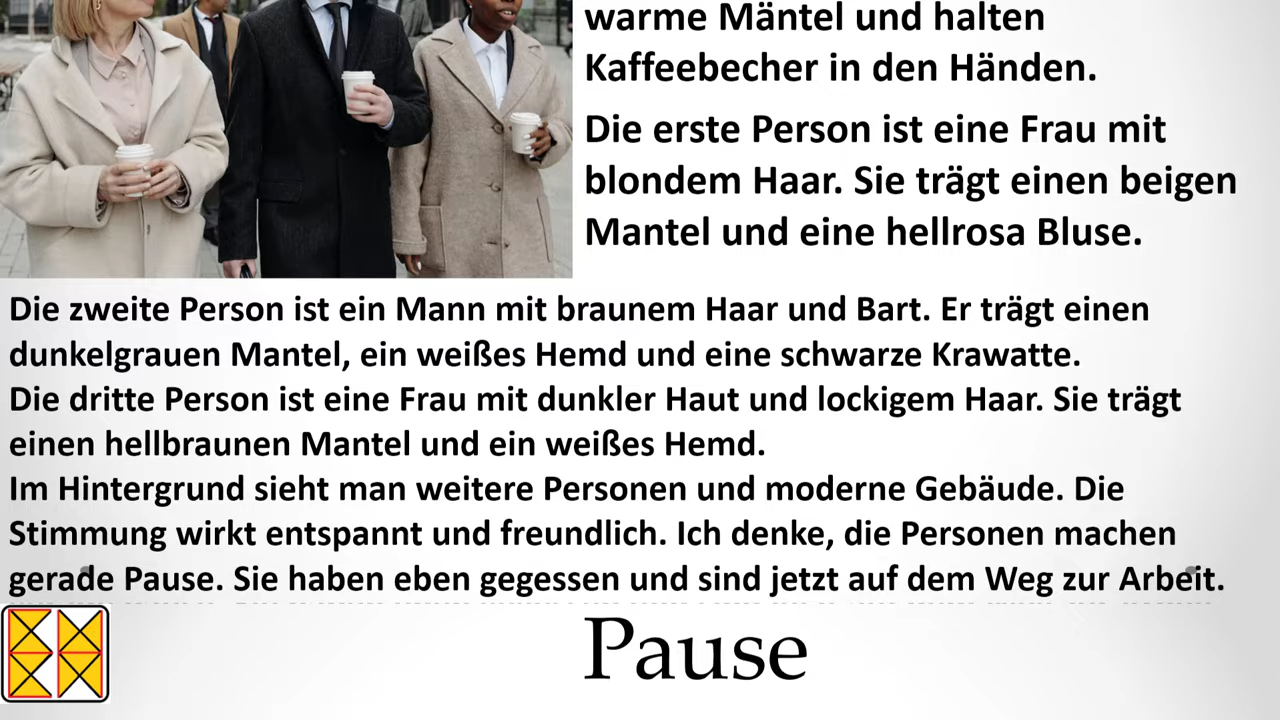 warme Mäntel und halten
Kaffeebecher in den Händen.
Die erste Person ist eine Frau mit
blondem Haar. Sie trägt einen beigen
Mantel und eine hellrosa Bluse.
Die zweite Person ist ein Mann mit braunem Haar und Bart. Er trägt einen
dunkelgrauen Mantel, ein weißes Hemd und eine schwarze Krawatte.
Die dritte Person ist eine Frau mit dunkler Haut und lockigem Haar. Sie trägt
einen hellbraunen Mantel und ein weißes Hemd.
Im Hintergrund sieht man weitere Personen und moderne Gebäude. Die
Stimmung wirkt entspannt und freundlich. Ich denke, die Personen machen
gerade Pause. Sie haben eben gegessen und sind jetzt auf dem Weg zur Arbeit.
Pause